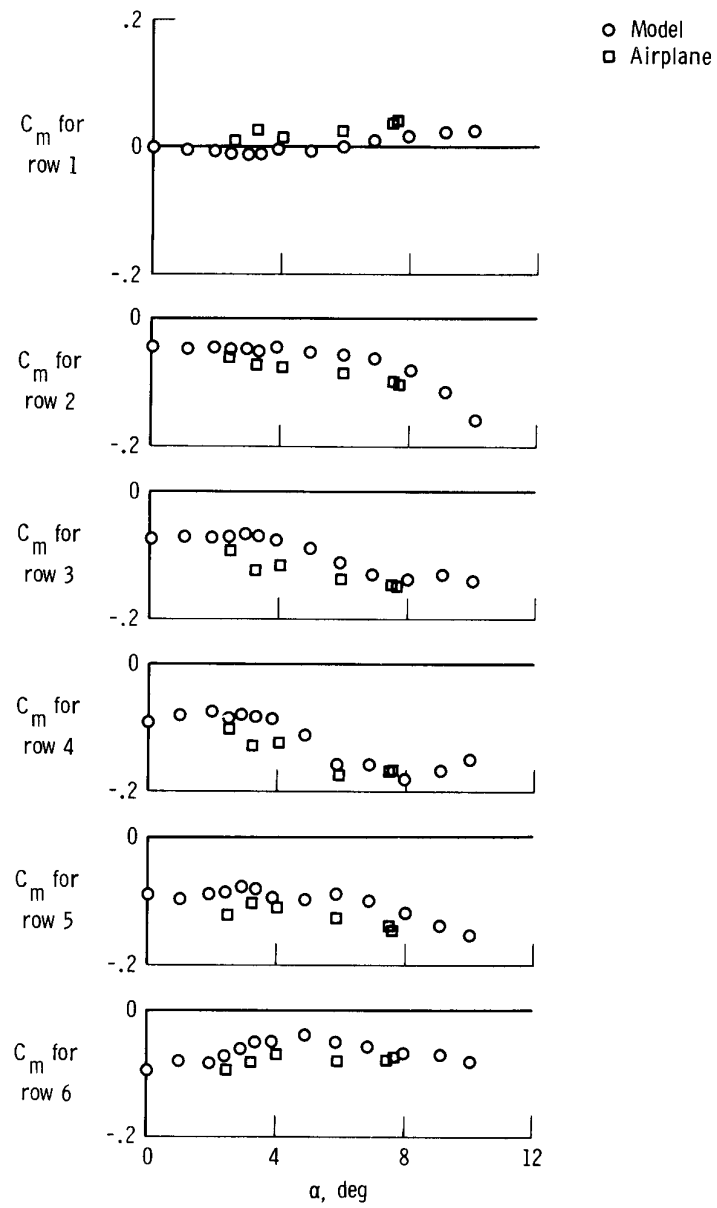 ○ Model
□ Airplane
.2
C_m for
row 1
0
-.2
0
C_m for
row 2
-.2
0
C_m for
row 3
-.2
0
C_m for
row 4
-.2
0
C_m for
row 5
-.2
0
C_m for
row 6
-.2
0 4 8 12
α, deg